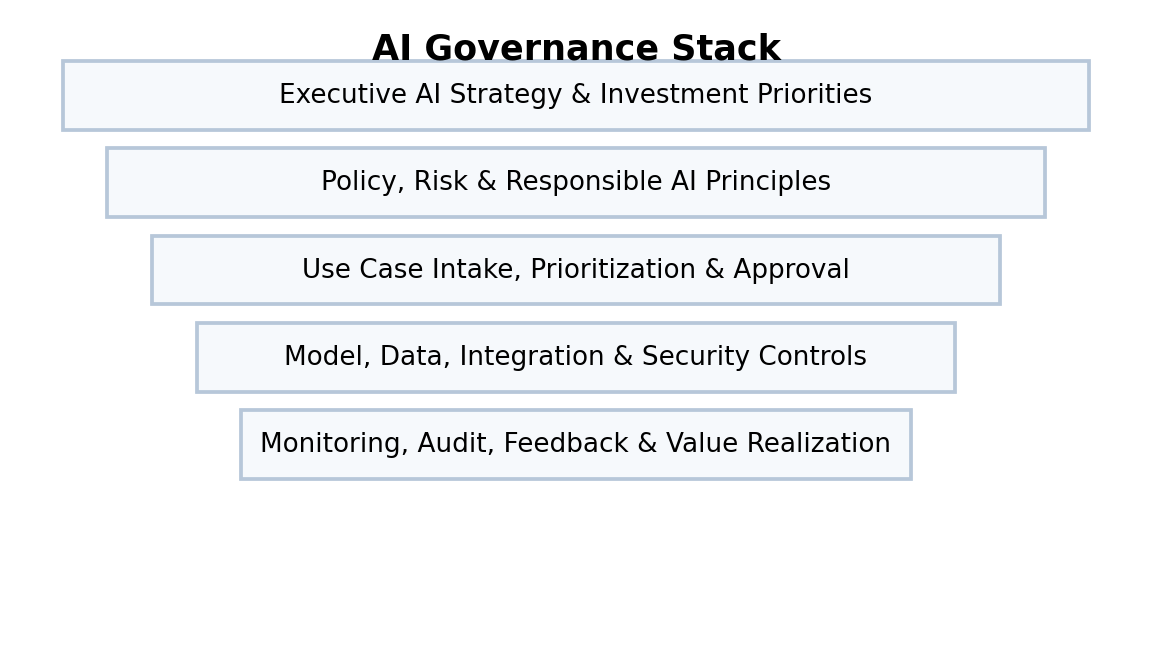 AI Governance Stack
Executive AI Strategy & Investment Priorities
Policy, Risk & Responsible AI Principles
Use Case Intake, Prioritization & Approval
Model, Data, Integration & Security Controls
Monitoring, Audit, Feedback & Value Realization